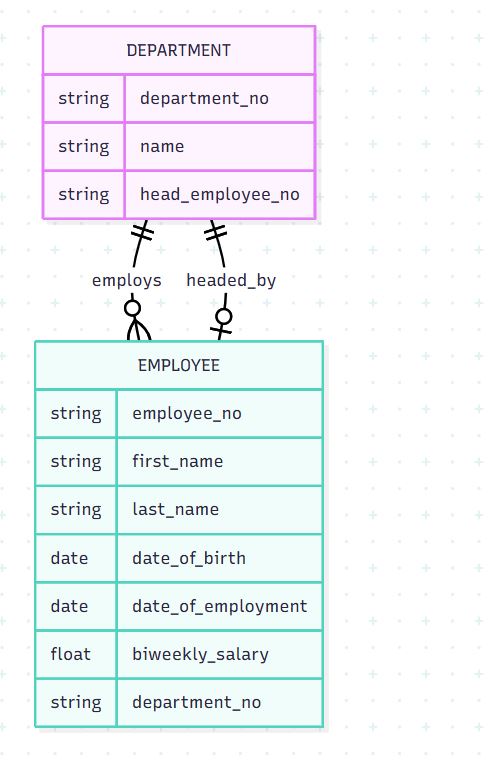 DEPARTMENT
string department_no
string name
string head_employee_no
employs headed_by
EMPLOYEE
string employee_no
string first_name
string last_name
date date_of_birth
date date_of_employment
float biweekly_salary
string department_no